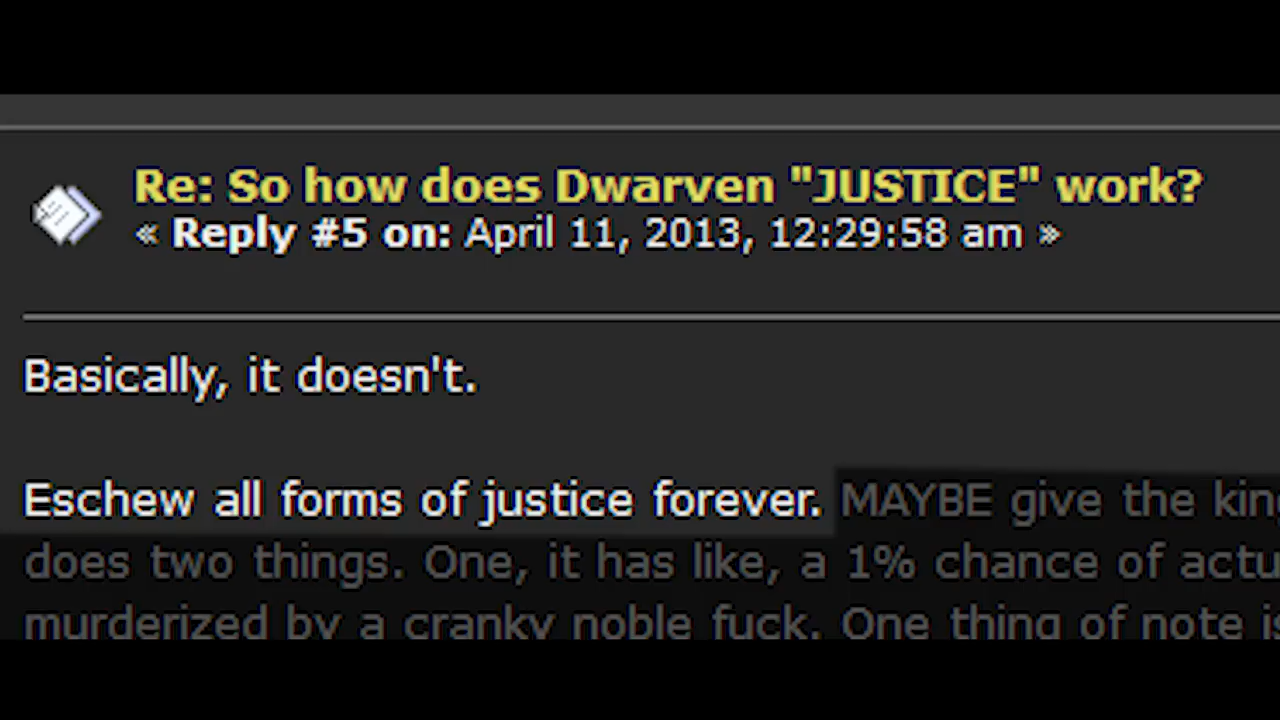 Re: So how does Dwarven "JUSTICE" work?
« Reply #5 on: April 11, 2013, 12:29:58 am »
Basically, it doesn't.
Eschew all forms of justice forever. MAYBE give the kin
does two things. One, it has like, a 1% chance of actu
murderized by a cranky noble fuck. One thing of note is